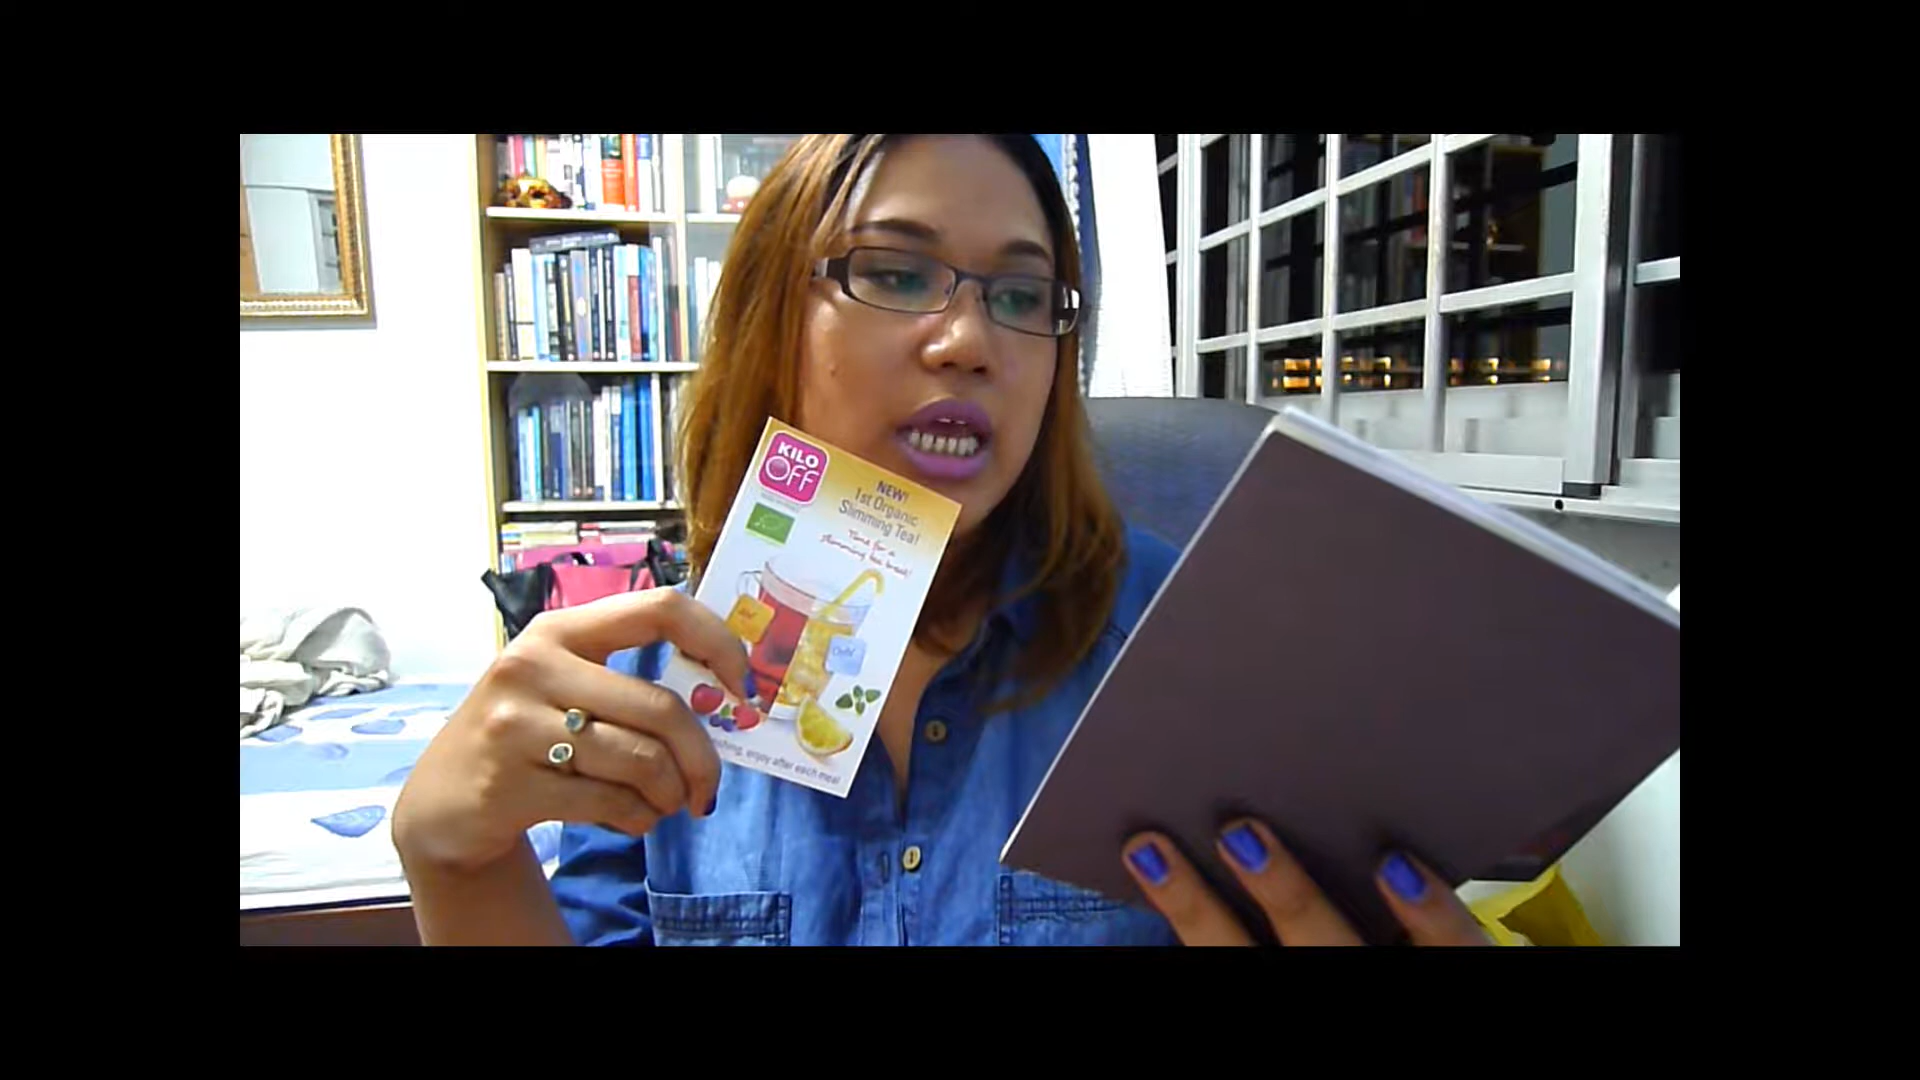 KILO
OFF
NEW!
1st Organic
Slimming Tea!
Time for a
slimming tea break!
enjoy after each meal